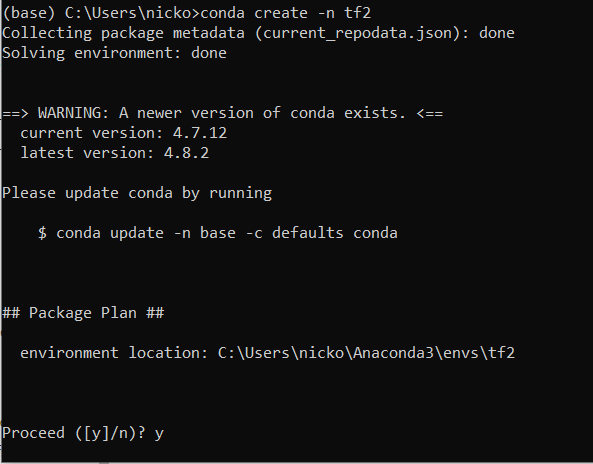 (base) C:\Users\nicko>conda create -n tf2
Collecting package metadata (current_repodata.json): done
Solving environment: done
==> WARNING: A newer version of conda exists. <==
current version: 4.7.12
latest version: 4.8.2
Please update conda by running
$ conda update -n base -c defaults conda
## Package Plan ##
environment location: C:\Users\nicko\Anaconda3\envs\tf2
Proceed ([y]/n)? y